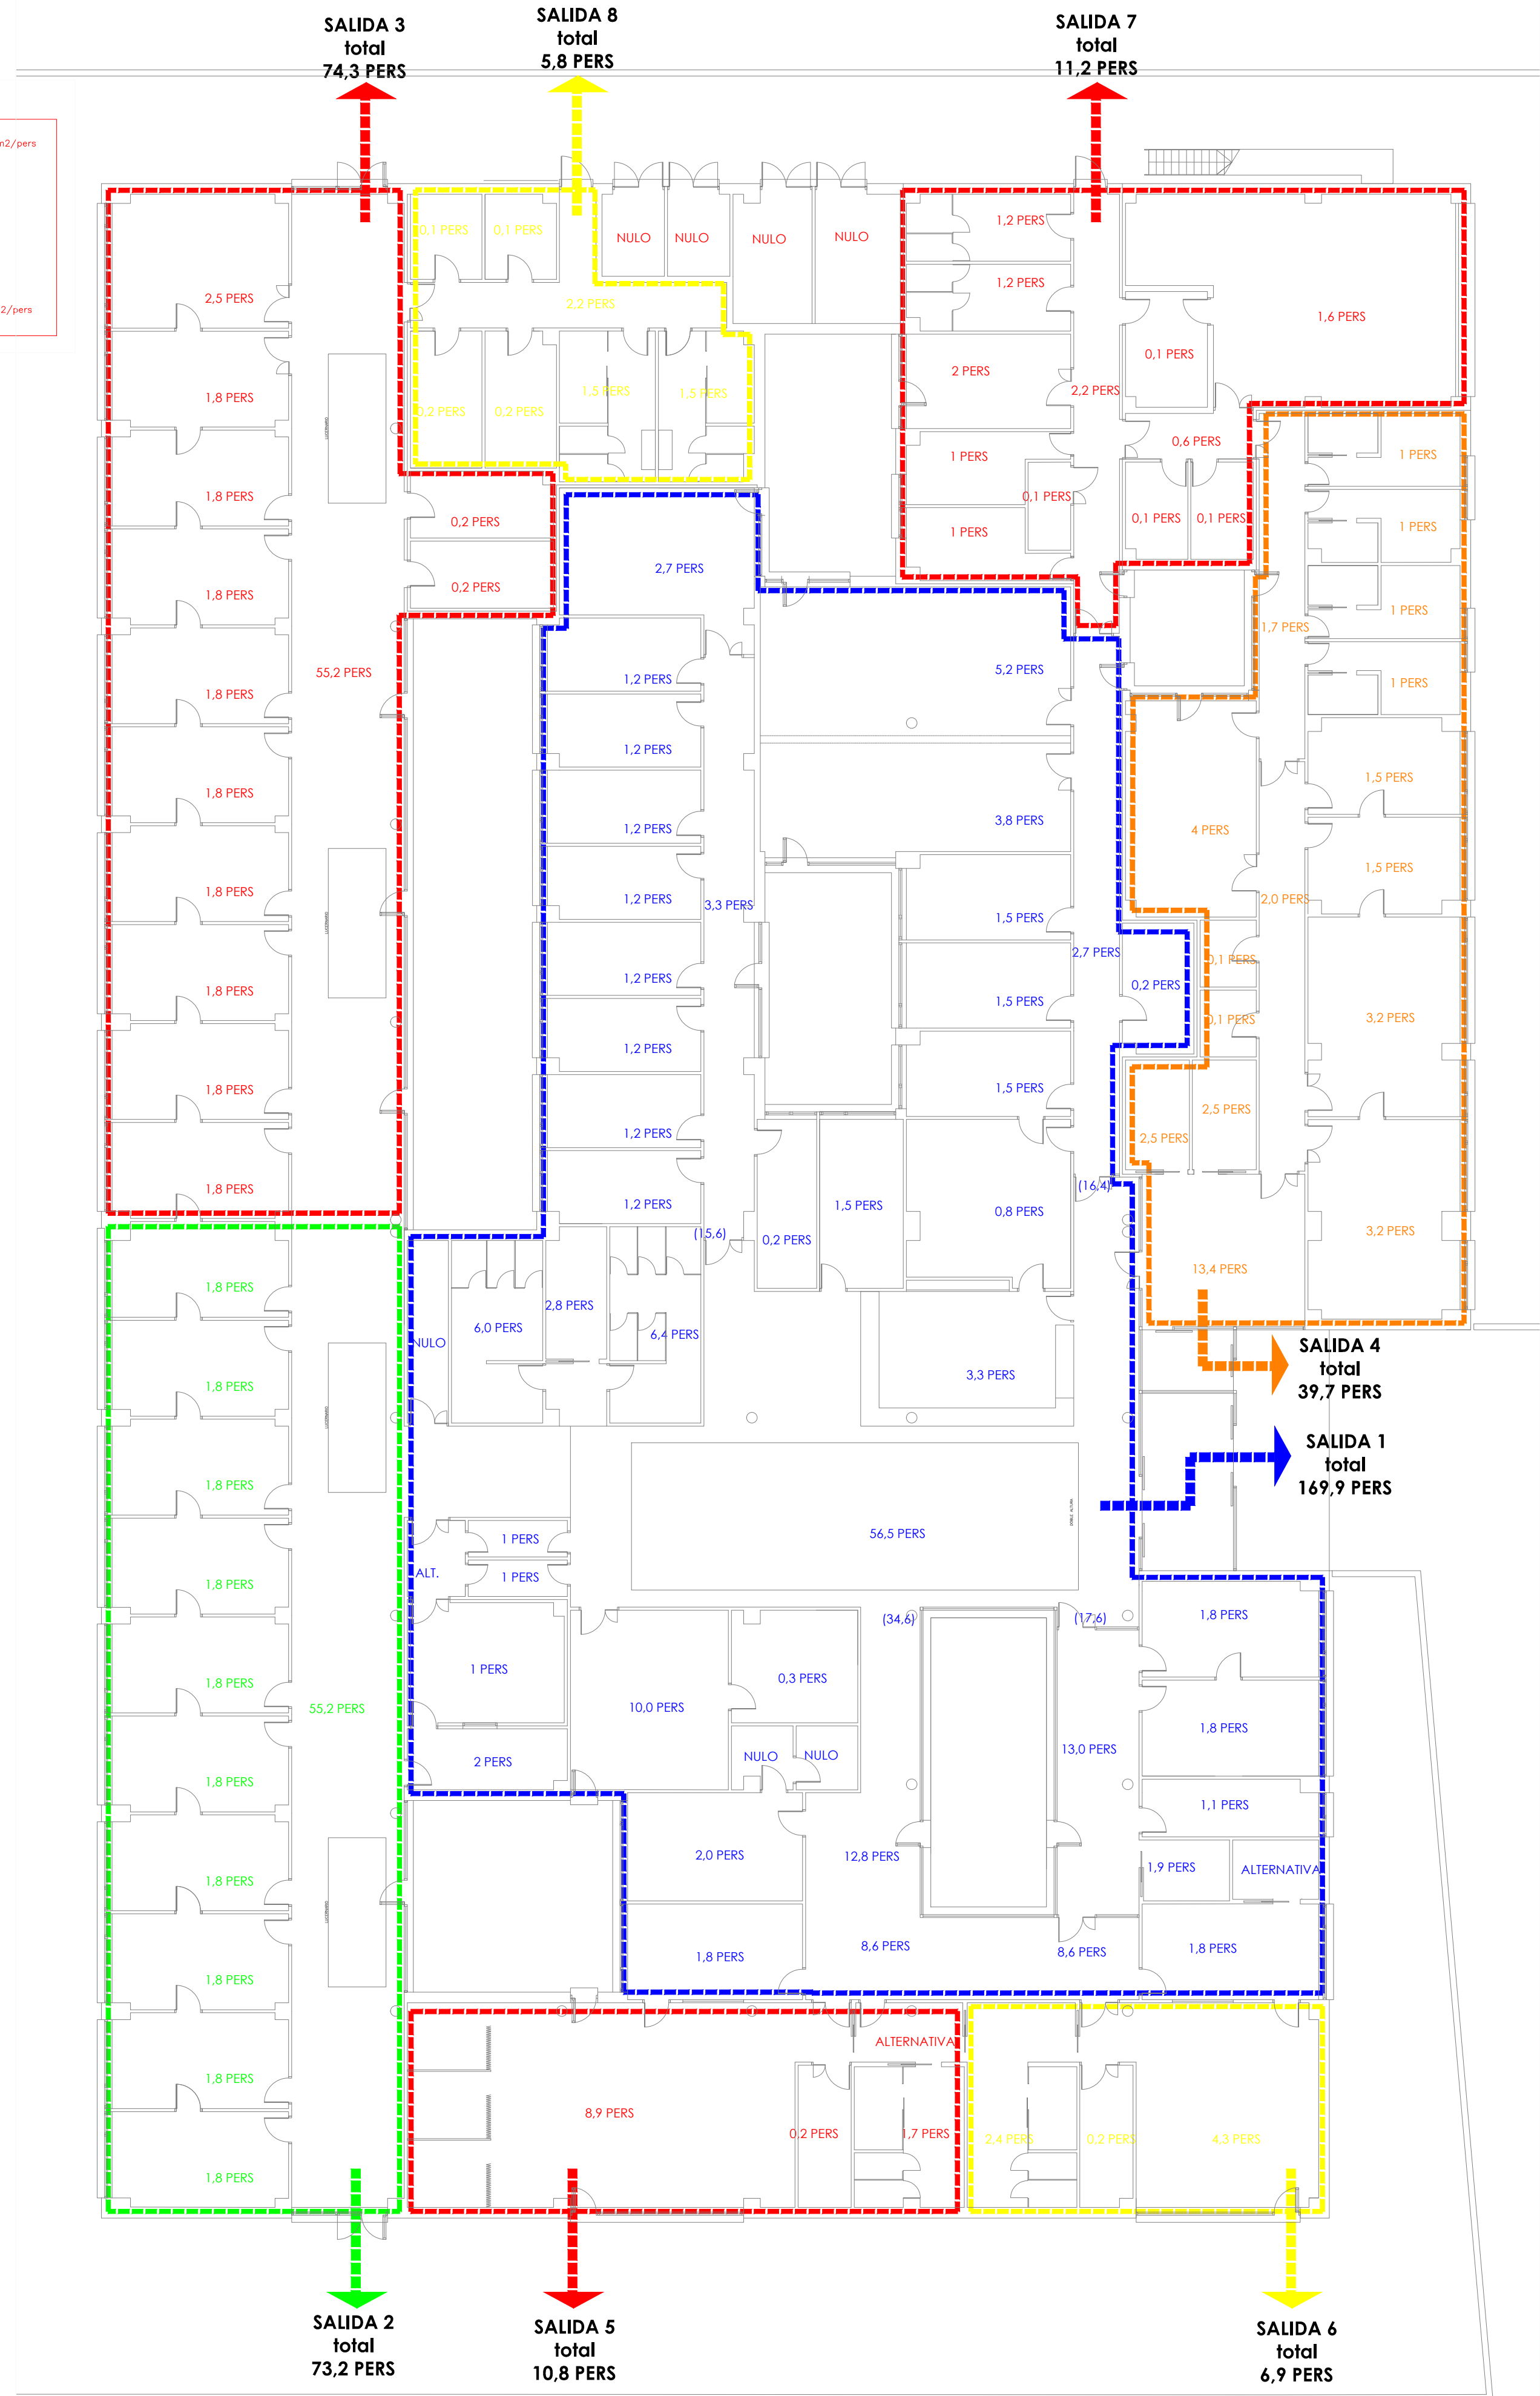 SALIDA 3
total
74,3 PERS
SALIDA 8
total
5,8 PERS
SALIDA 7
total
11,2 PERS
m2/pers
2/pers
0,1 PERS
0,1 PERS
NULO
NULO
NULO
NULO
2,2 PERS
0,2 PERS
0,2 PERS
1,5 PERS
1,5 PERS
1,2 PERS
1,2 PERS
1,6 PERS
0,1 PERS
2 PERS
2,2 PERS
0,6 PERS
1 PERS
0,1 PERS
1 PERS
0,1 PERS
0,1 PERS
2,5 PERS
1,8 PERS
1,8 PERS
1,8 PERS
1,8 PERS
1,8 PERS
1,8 PERS
1,8 PERS
1,8 PERS
1,8 PERS
55,2 PERS
0,2 PERS
0,2 PERS
1 PERS
1 PERS
1 PERS
1,7 PERS
1 PERS
1,5 PERS
4 PERS
1,5 PERS
2,0 PERS
0,1 PERS
0,1 PERS
3,2 PERS
2,5 PERS
2,5 PERS
3,2 PERS
13,4 PERS
SALIDA 4
total
39,7 PERS
2,7 PERS
5,2 PERS
1,2 PERS
1,2 PERS
1,2 PERS
1,2 PERS
1,2 PERS
1,2 PERS
1,2 PERS
1,2 PERS
3,8 PERS
3,3 PERS
1,5 PERS
2,7 PERS
0,2 PERS
1,5 PERS
1,5 PERS
(16,4)
1,5 PERS
0,8 PERS
(15,6)
0,2 PERS
2,8 PERS
6,0 PERS
6,4 PERS
NULO
3,3 PERS
SALIDA 1
total
169,9 PERS
56,5 PERS
DOBLE ALTURA
1 PERS
1 PERS
ALT.
1 PERS
2 PERS
10,0 PERS
0,3 PERS
NULO
NULO
(34,6)
(17,6)
1,8 PERS
1,8 PERS
13,0 PERS
1,1 PERS
1,9 PERS
ALTERNATIVA
2,0 PERS
12,8 PERS
1,8 PERS
8,6 PERS
8,6 PERS
1,8 PERS
1,8 PERS
1,8 PERS
1,8 PERS
1,8 PERS
1,8 PERS
55,2 PERS
1,8 PERS
1,8 PERS
1,8 PERS
1,8 PERS
1,8 PERS
ALTERNATIVA
8,9 PERS
0,2 PERS
1,7 PERS
2,4 PERS
0,2 PERS
4,3 PERS
SALIDA 2
total
73,2 PERS
SALIDA 5
total
10,8 PERS
SALIDA 6
total
6,9 PERS